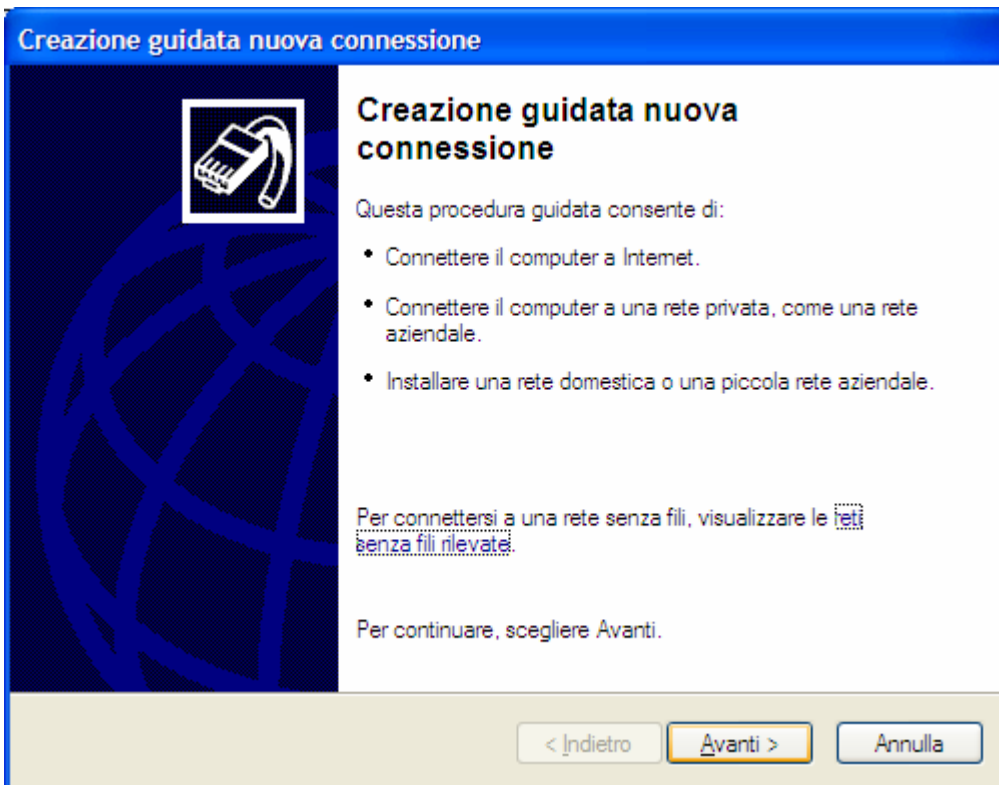 Creazione guidata nuova connessione
Creazione guidata nuova
connessione
Questa procedura guidata consente di:
• Connettere il computer a Internet.
• Connettere il computer a una rete privata, come una rete
aziendale.
• Installare una rete domestica o una piccola rete aziendale.
Per connettersi a una rete senza fili, visualizzare le reti
senza fili rilevate.
Per continuare, scegliere Avanti.
< Indietro
Avanti >
Annulla